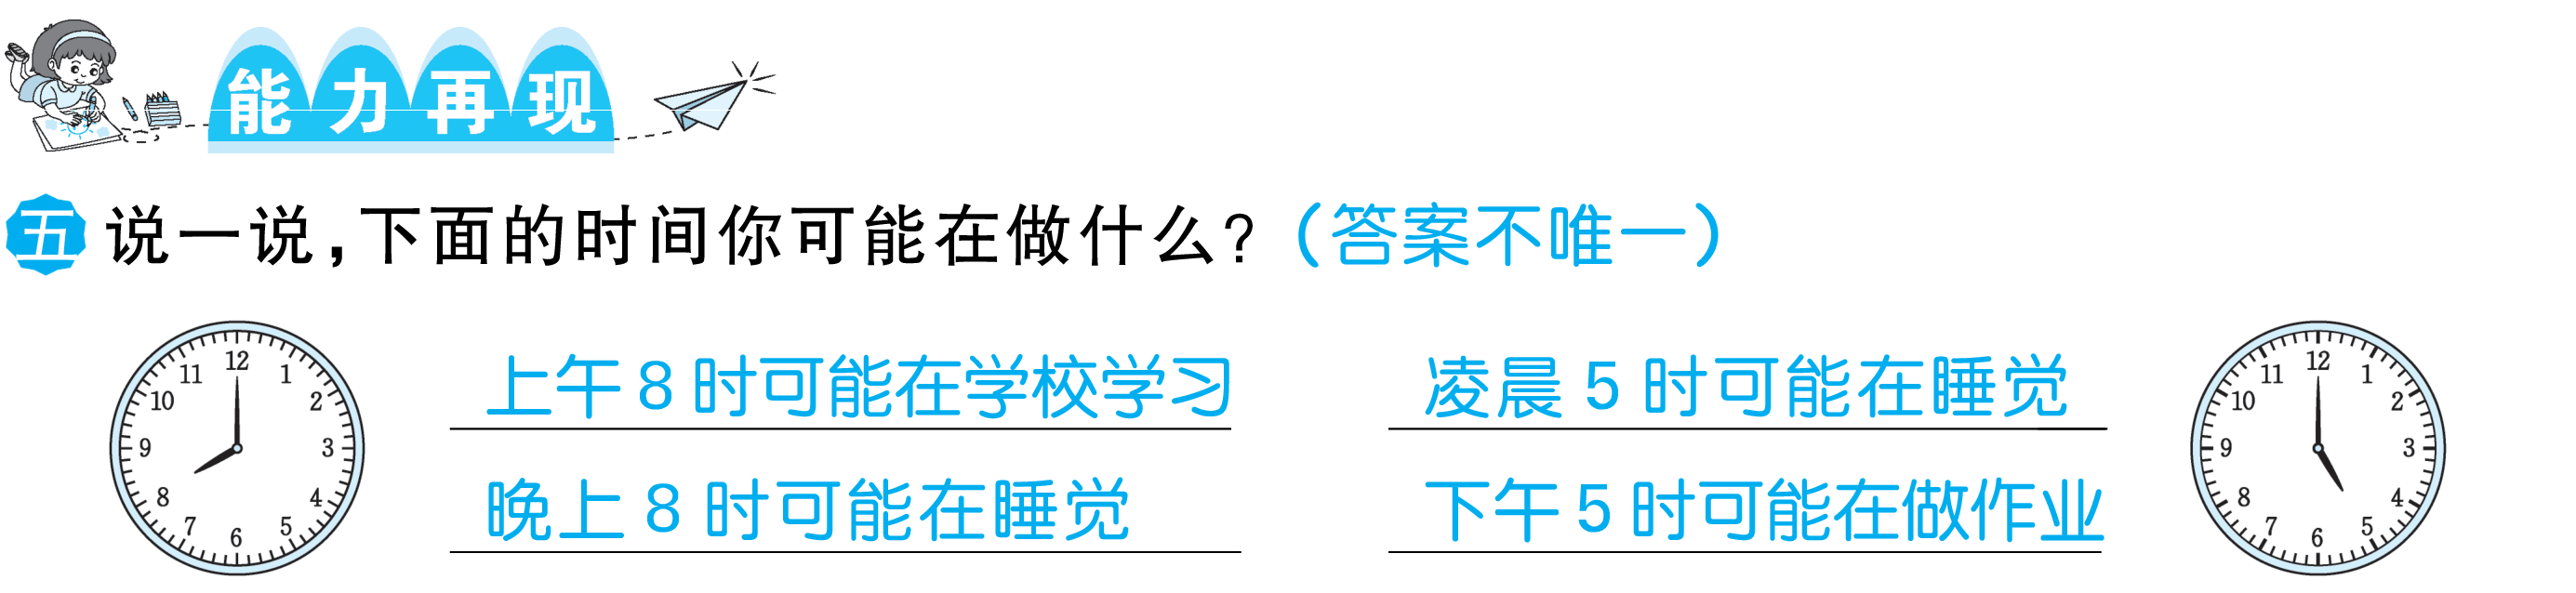 能力再现
五 说一说,下面的时间你可能在做什么?(答案不唯一)
12
11 1
10 2
9 3
8 4
7 5
6
上午8时可能在学校学习
晚上8时可能在睡觉
凌晨5时可能在睡觉
下午5时可能在做作业
12
11 1
10 2
9 3
8 4
7 5
6